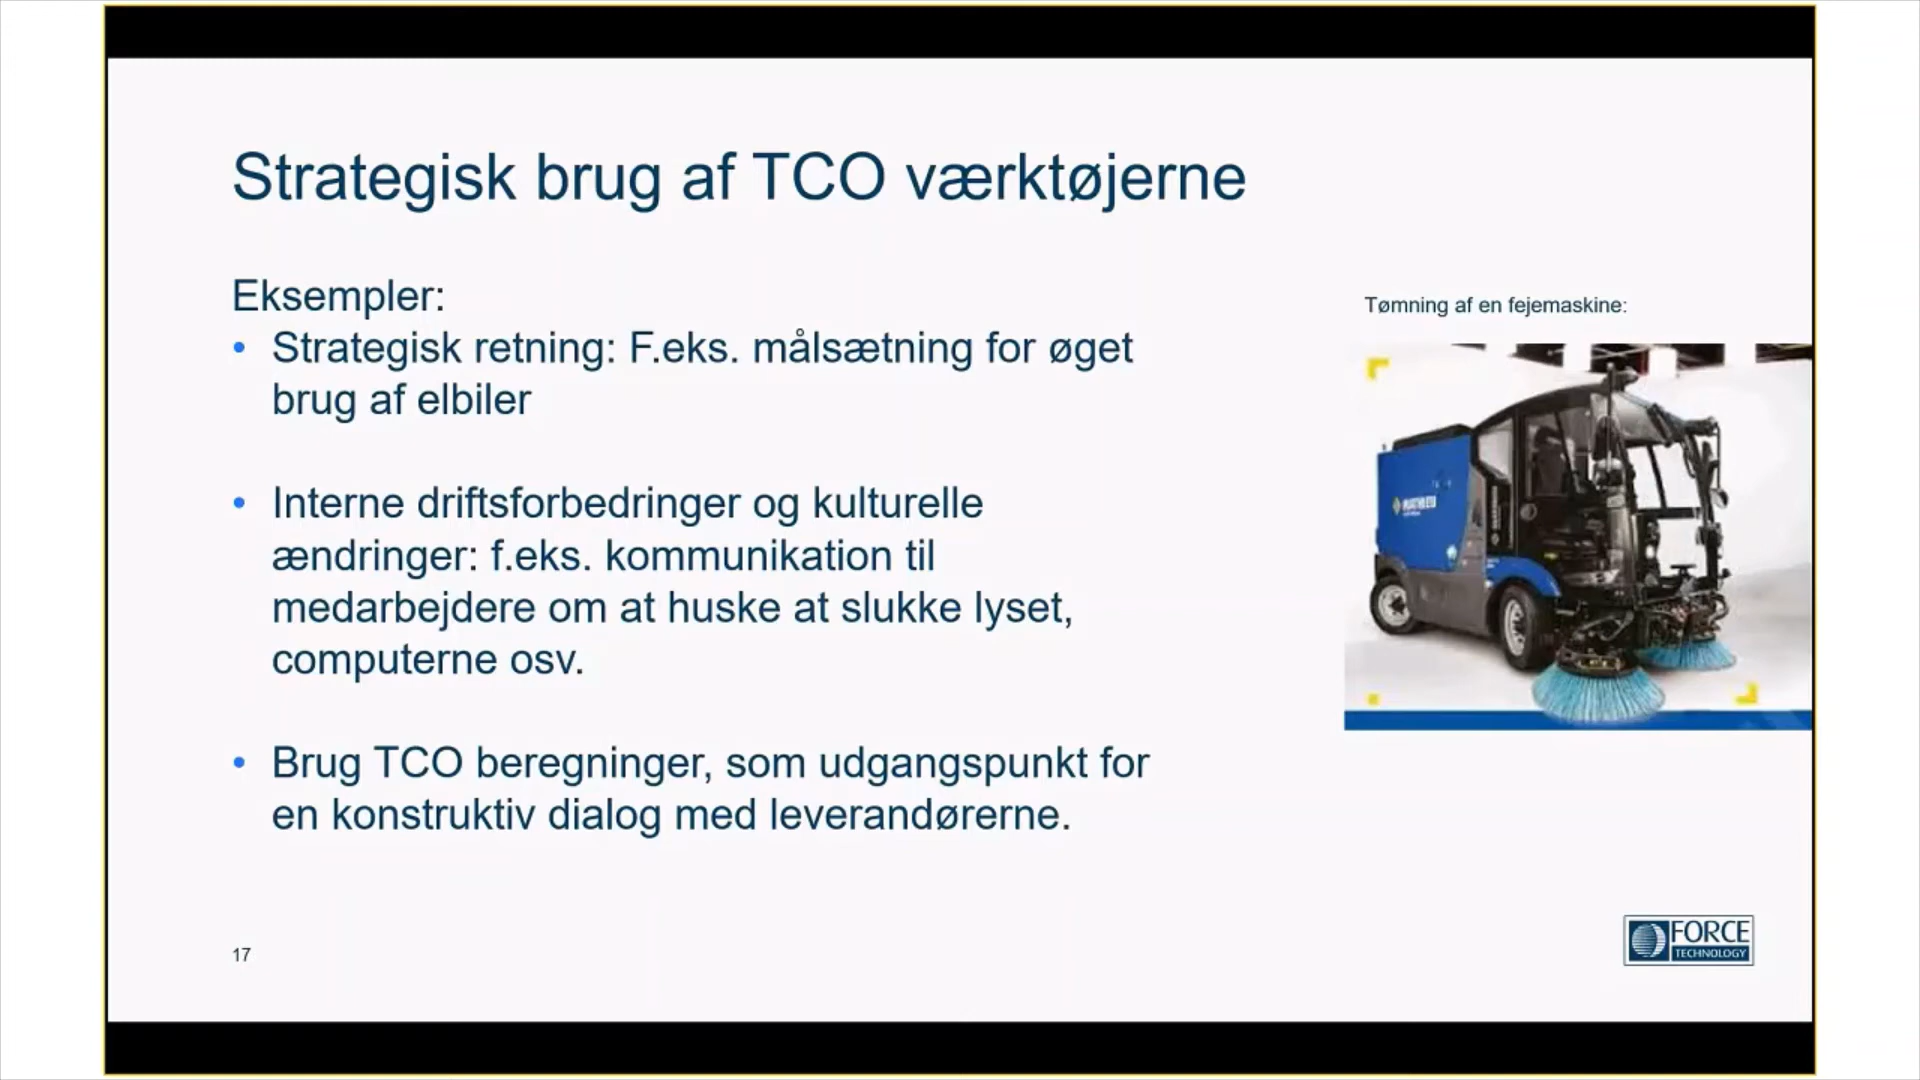 Strategisk brug af TCO værktøjerne
Eksempler:
• Strategisk retning: F.eks. målsætning for øget
brug af elbiler
• Interne driftsforbedringer og kulturelle
ændringer: f.eks. kommunikation til
medarbejdere om at huske at slukke lyset,
computerne osv.
• Brug TCO beregninger, som udgangspunkt for
en konstruktiv dialog med leverandørerne.
Tømning af en fejemaskine:
17
FORCE
TECHNOLOGY